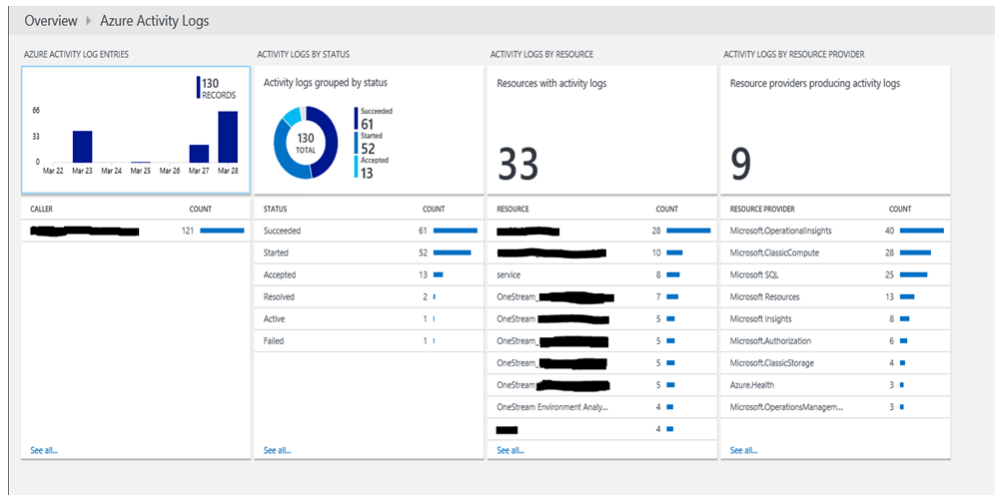 Overview Azure Activity Logs
AZURE ACTIVITY LOG ENTRIES
130
RECORDS
66
33
0
Mar 22 Mar 23 Mar 24 Mar 25 Mar 26 Mar 27 Mar 28
CALLER COUNT
121
See all...
ACTIVITY LOGS BY STATUS
Activity logs grouped by status
130
TOTAL
Succeeded
61
Started
52
Accepted
13
STATUS COUNT
Succeeded 61
Started 52
Accepted 13
Resolved 2
Active 1
Failed 1
See all...
ACTIVITY LOGS BY RESOURCE
Resources with activity logs
33
RESOURCE COUNT
28
10
service 8
OneStream_ 7
OneStream 5
OneStream_ 5
OneStream_ 5
OneStream 5
OneStream Environment Analy... 4
4
See all...
ACTIVITY LOGS BY RESOURCE PROVIDER
Resource providers producing activity logs
9
RESOURCE PROVIDER COUNT
Microsoft.OperationalInsights 40
Microsoft.ClassicCompute 28
Microsoft SQL 25
Microsoft Resources 13
Microsoft Insights 8
Microsoft.Authorization 6
Microsoft.ClassicStorage 4
Azure.Health 3
Microsoft.OperationsManagem... 3
See all...